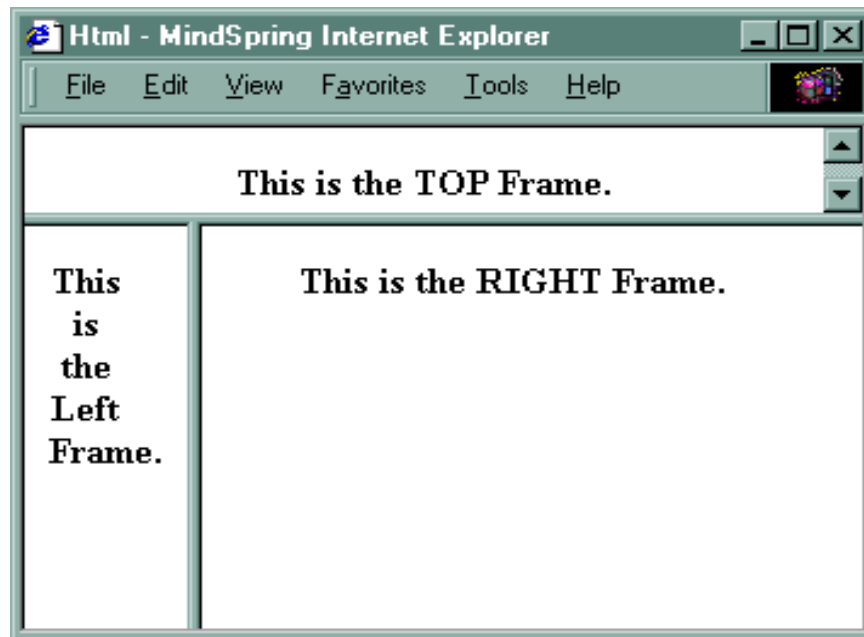 Html - MindSpring Internet Explorer
File Edit View Favorites Tools Help
This is the TOP Frame.
This
is
the
Left
Frame.
This is the RIGHT Frame.